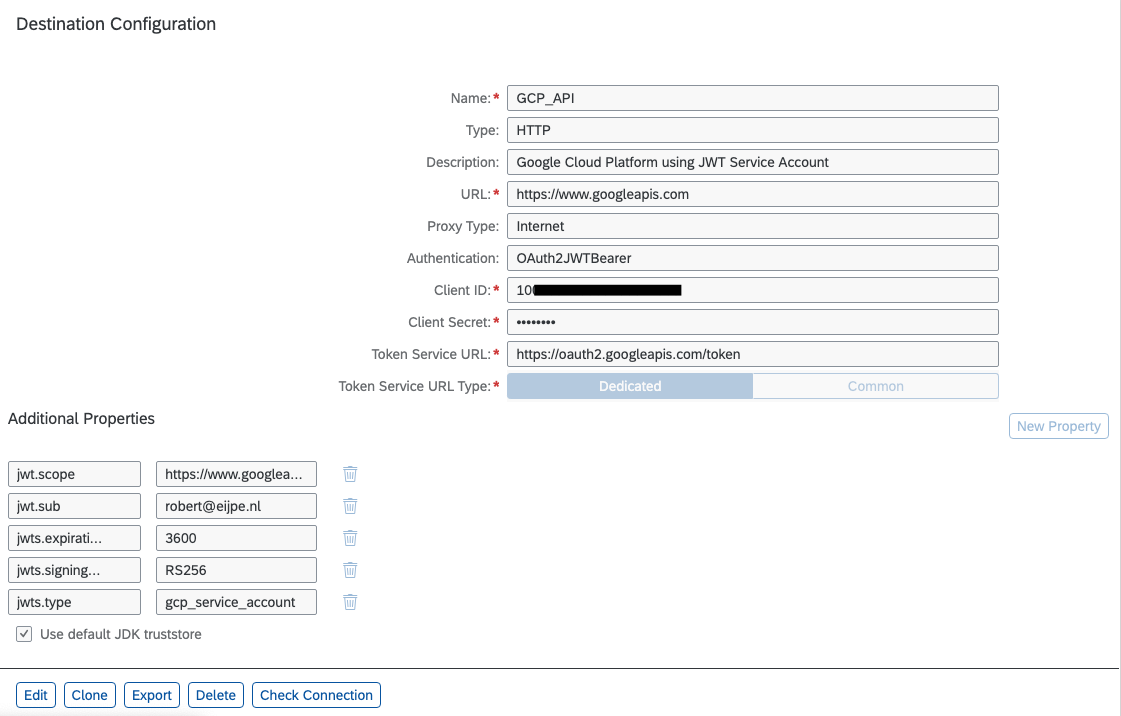 Destination Configuration
Name:* GCP_API
Type: HTTP
Description: Google Cloud Platform using JWT Service Account
URL:* https://www.googleapis.com
Proxy Type: Internet
Authentication: OAuth2JWTBearer
Client ID:* 10
Client Secret:* ••••••••
Token Service URL:* https://oauth2.googleapis.com/token
Token Service URL Type:* Dedicated Common
Additional Properties
New Property
jwt.scope https://www.googlea...
jwt.sub robert@eijpe.nl
jwts.expirati... 3600
jwts.signing... RS256
jwts.type gcp_service_account
Use default JDK truststore
Edit Clone Export Delete Check Connection